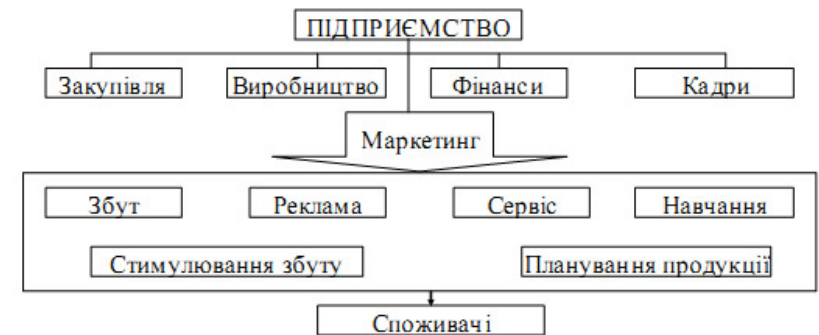 ПІДПРИЄМСТВО
Закупівля Виробництво Фінанси Кадри
Маркетинг
Збут Реклама Сервіс Навчання
Стимулювання збуту Планування продукції
Споживачі